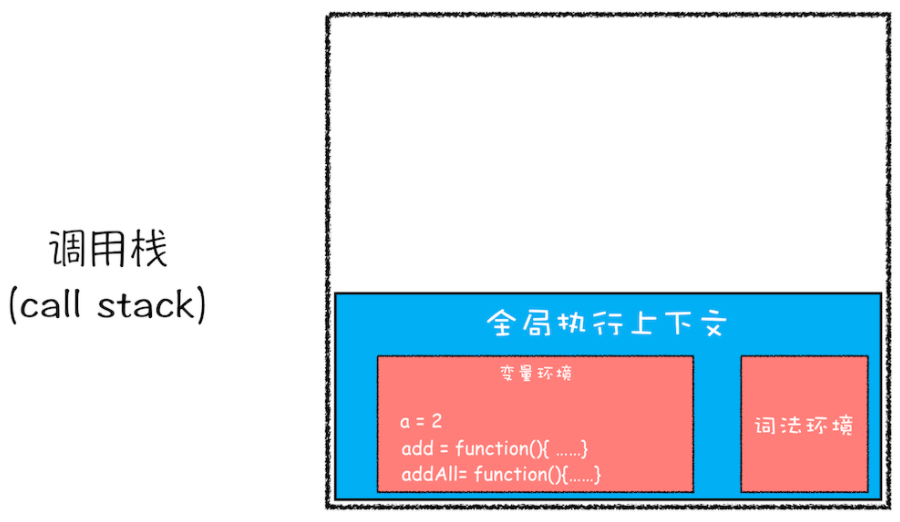 调用栈
(call stack)
全局执行上下文
变量环境
a = 2
add = function(){ ......}
addAll= function(){......}
词法环境